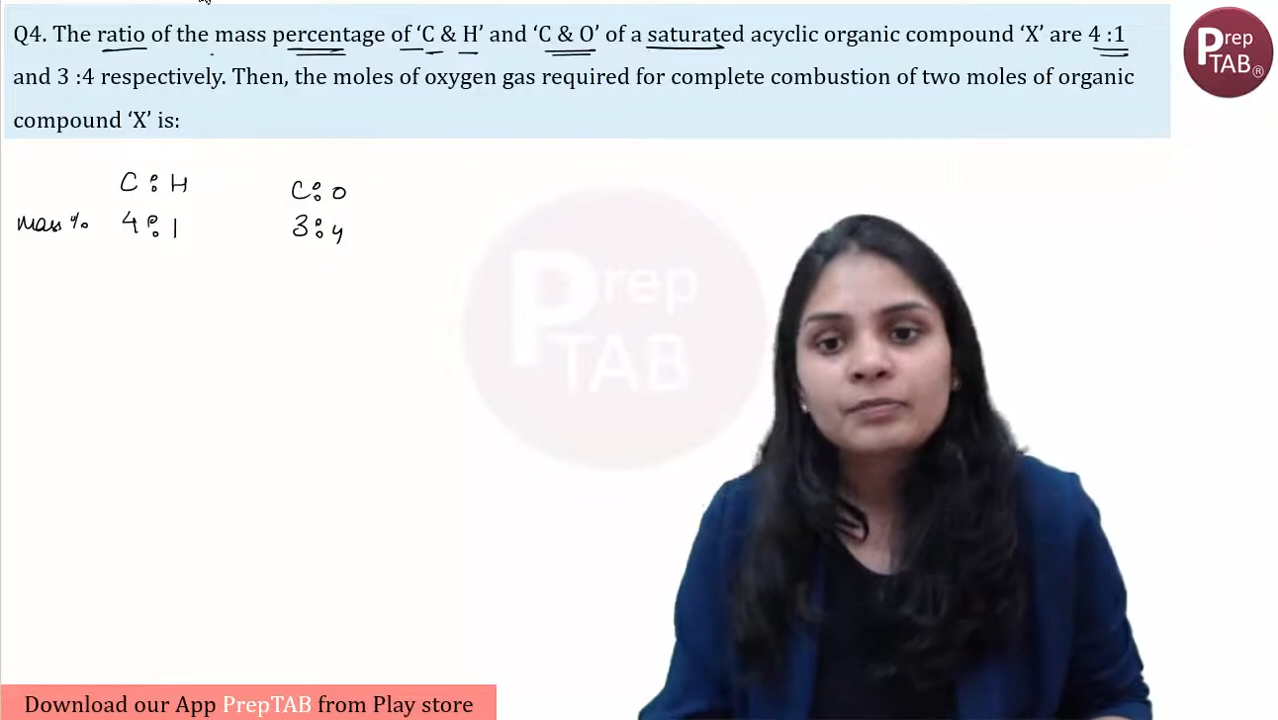 Q4. The ratio of the mass percentage of ‘C & H’ and ‘C & O’ of a saturated acyclic organic compound ‘X’ are 4 :1
and 3 :4 respectively. Then, the moles of oxygen gas required for complete combustion of two moles of organic
compound ‘X’ is:
Prep
TAB®
C : H C : O
mass % 4 : 1 3 : 4
Prep
TAB
Download our App PrepTAB from Play store